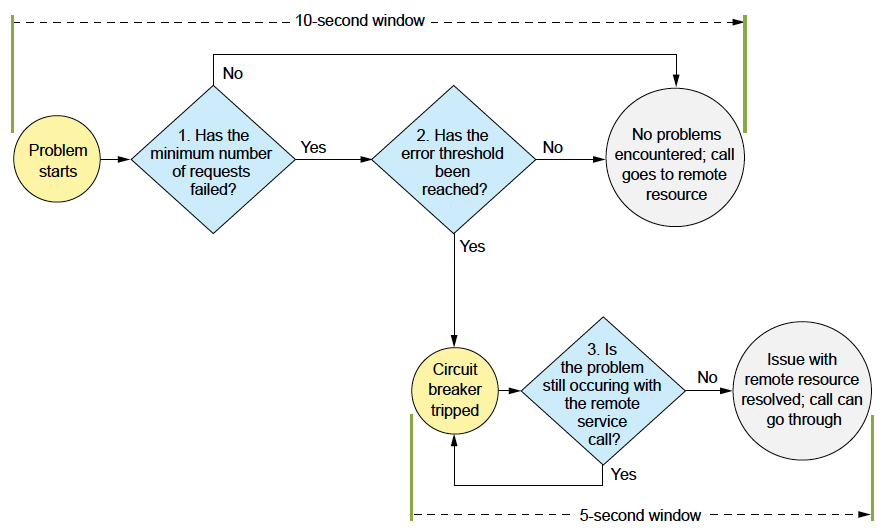 10-second window
No
Problem
starts
1. Has the
minimum number
of requests
failed?
Yes
2. Has the
error threshold
been
reached?
No
No problems
encountered; call
goes to remote
resource
Yes
Circuit
breaker
tripped
3. Is
the problem
still occuring with
the remote
service
call?
No
Issue with
remote resource
resolved; call can
go through
Yes
5-second window